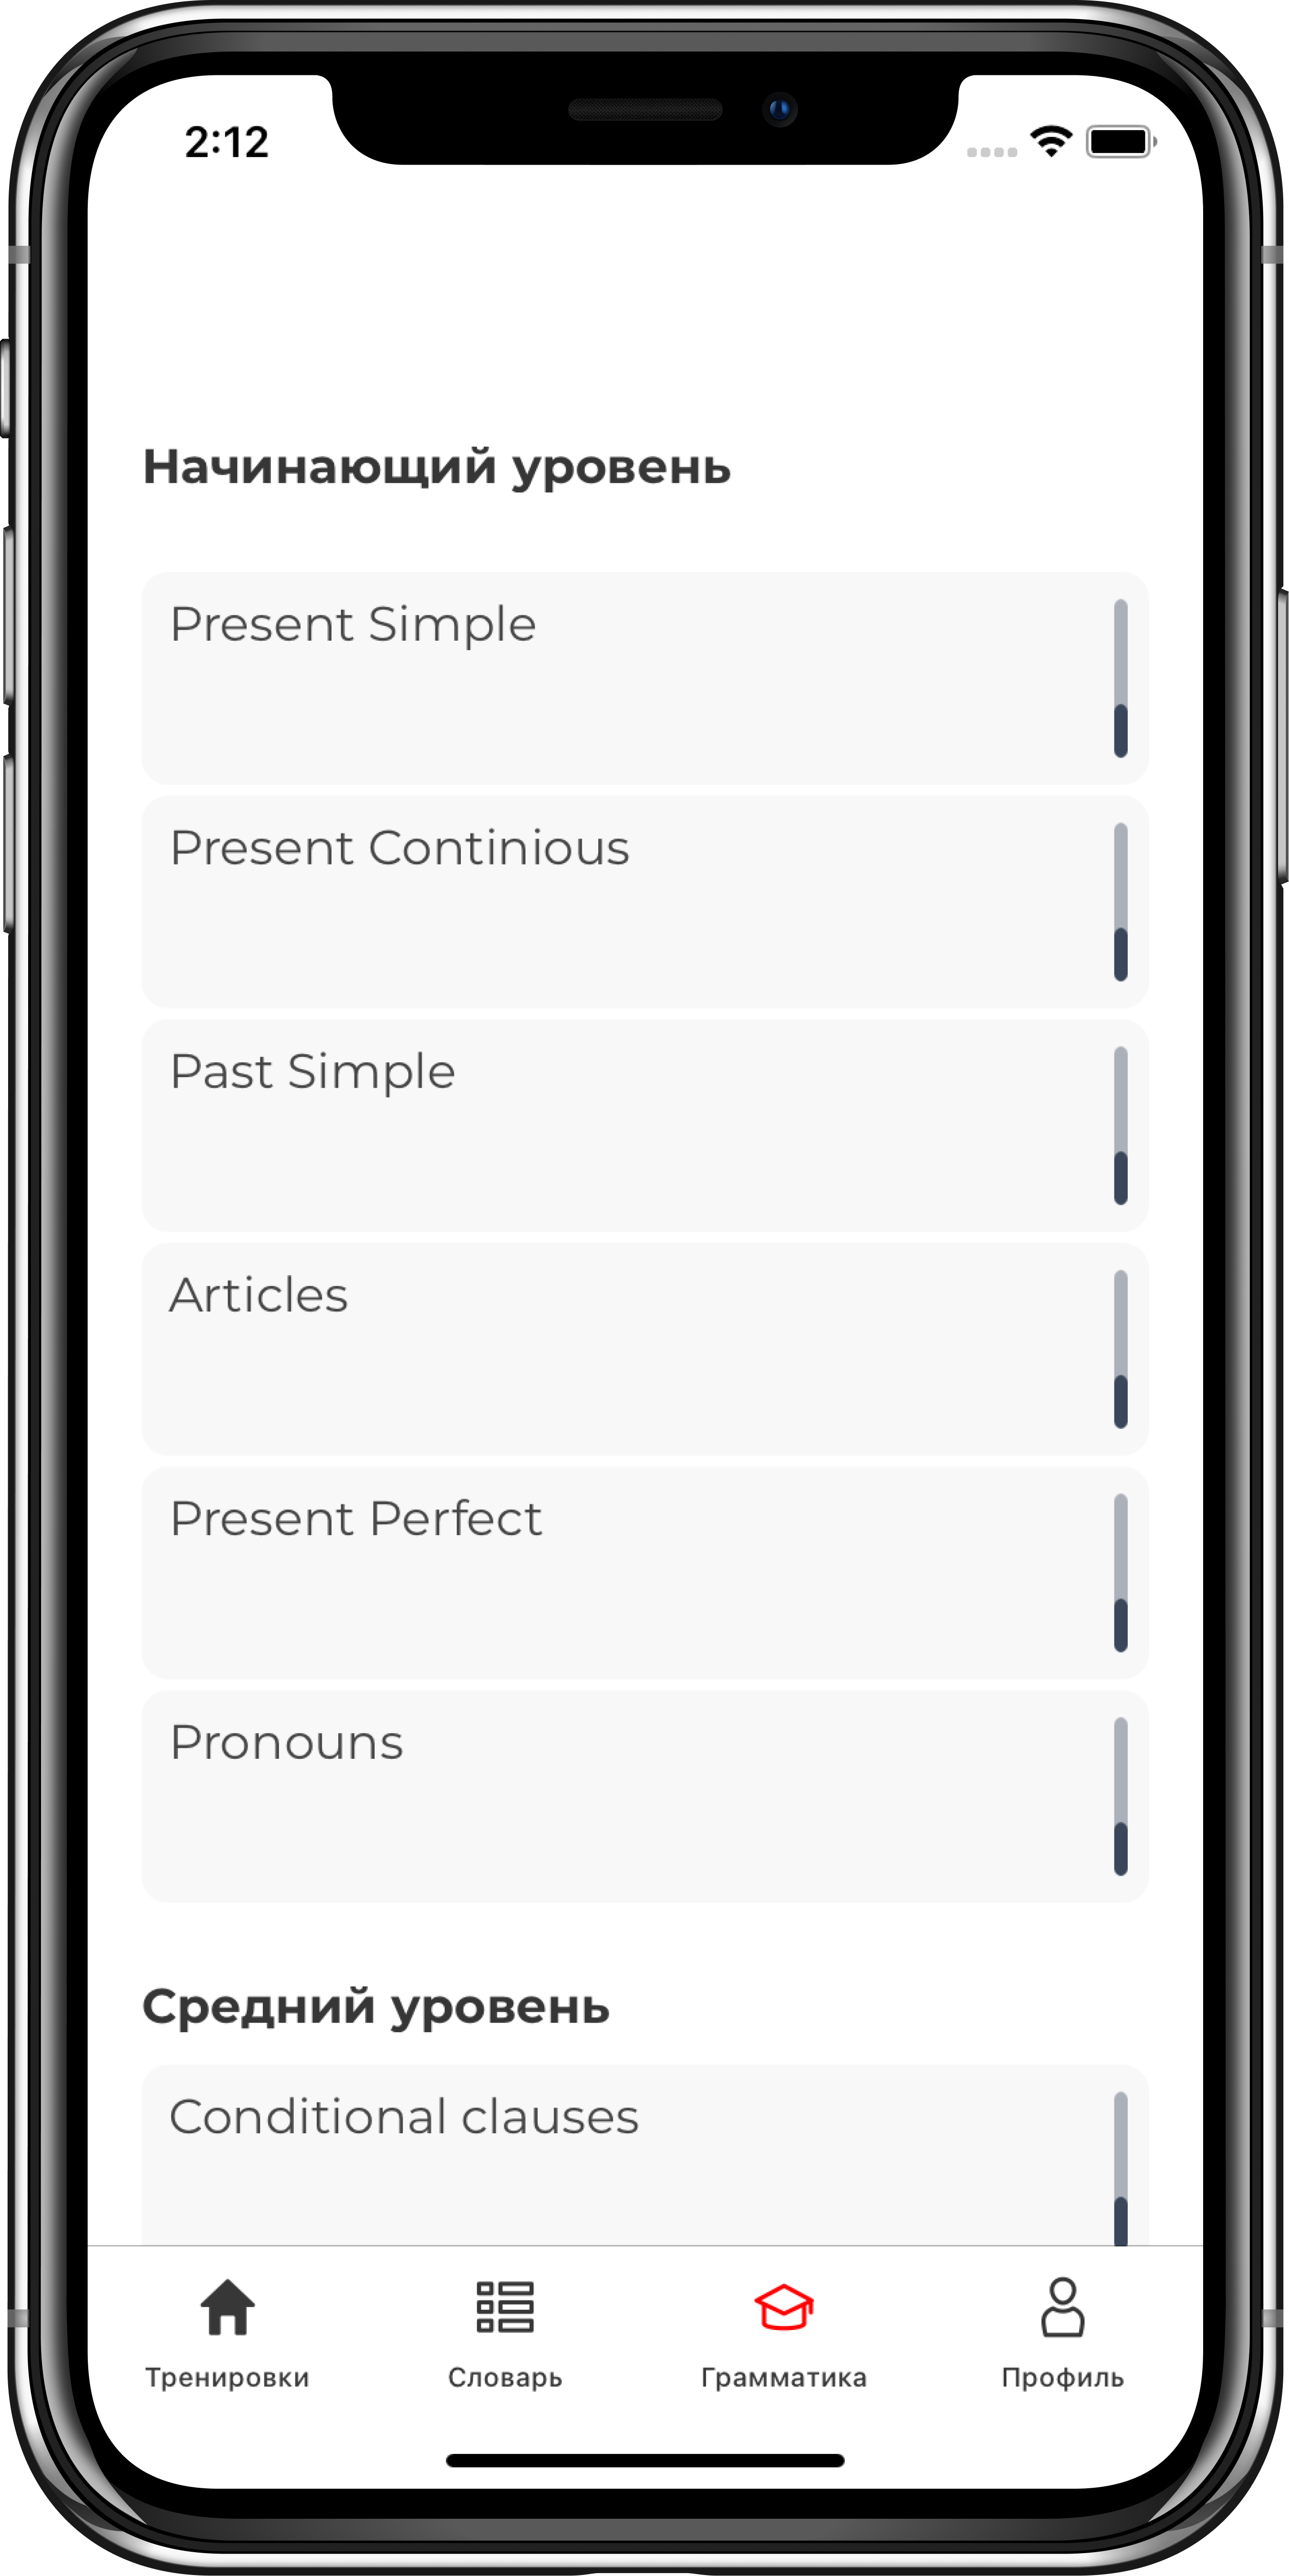 2:12
Начинающий уровень
Present Simple
Present Continious
Past Simple
Articles
Present Perfect
Pronouns
Средний уровень
Conditional clauses
Тренировки Словарь Грамматика Профиль